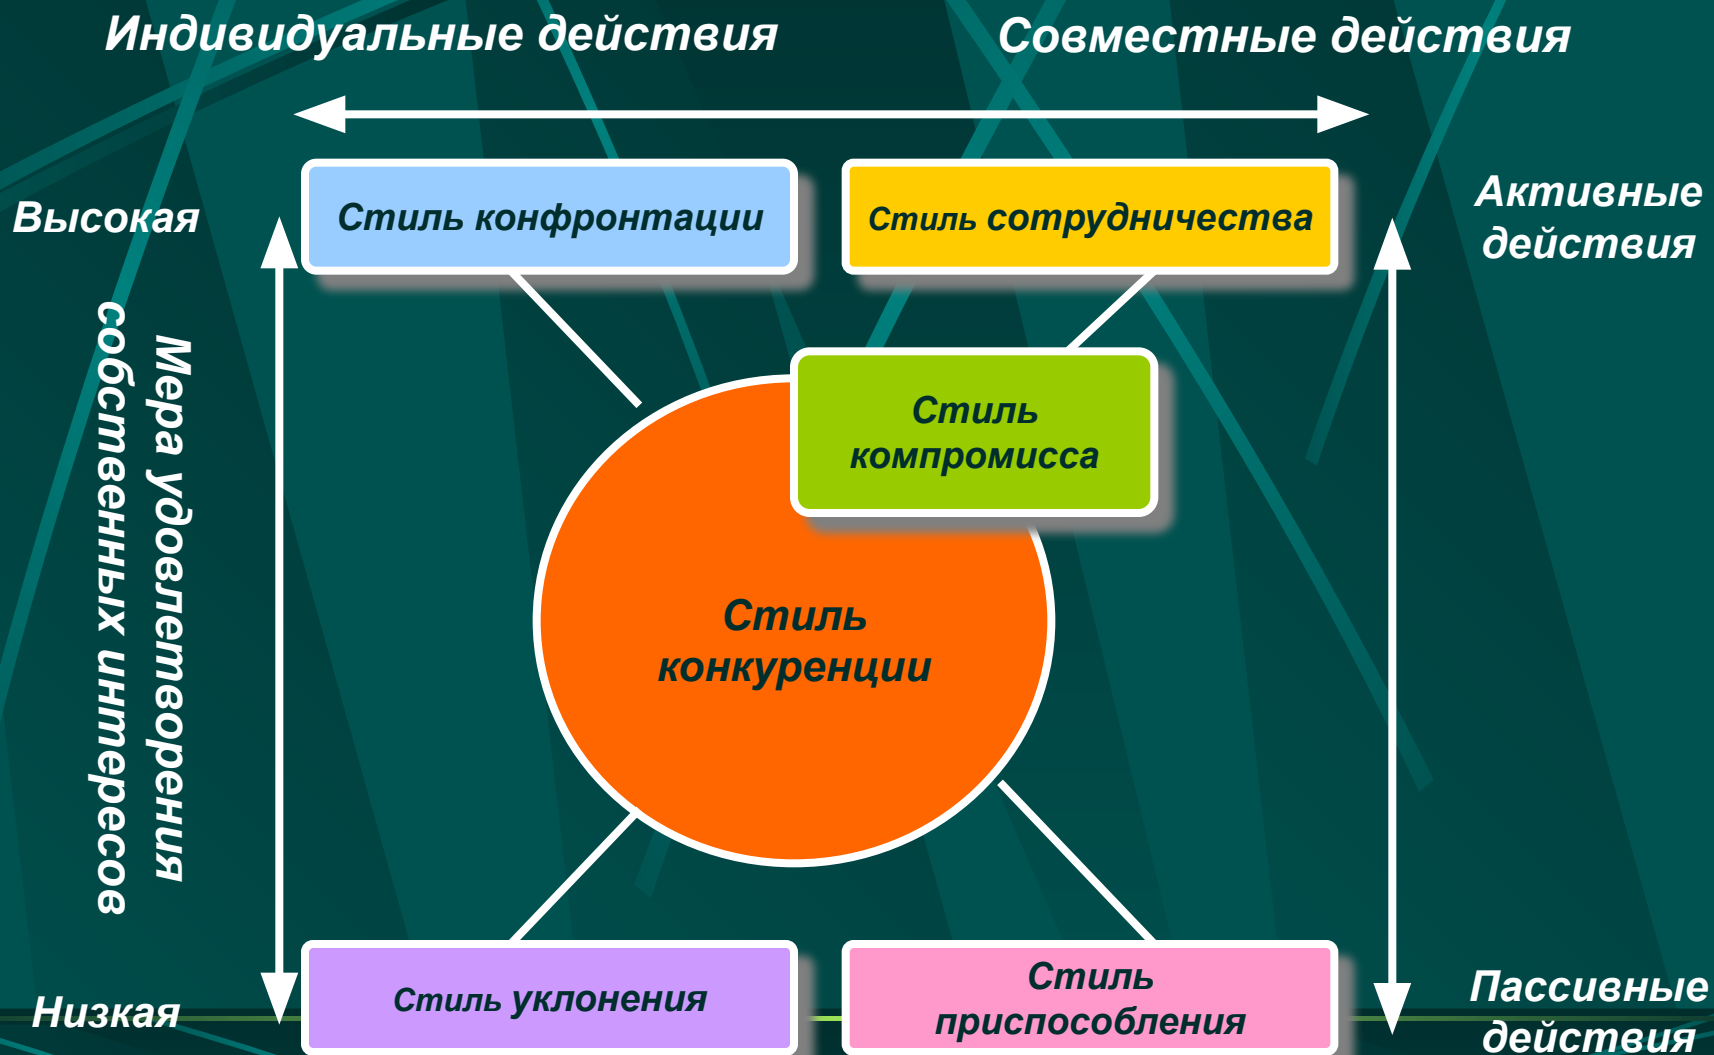 Индивидуальные действия
Совместные действия
Высокая
Стиль конфронтации
Стиль сотрудничества
Активные
действия
Мера удовлетворения
собственных интересов
Стиль
компромисса
Стиль
конкуренции
Низкая
Стиль уклонения
Стиль
приспособления
Пассивные
действия